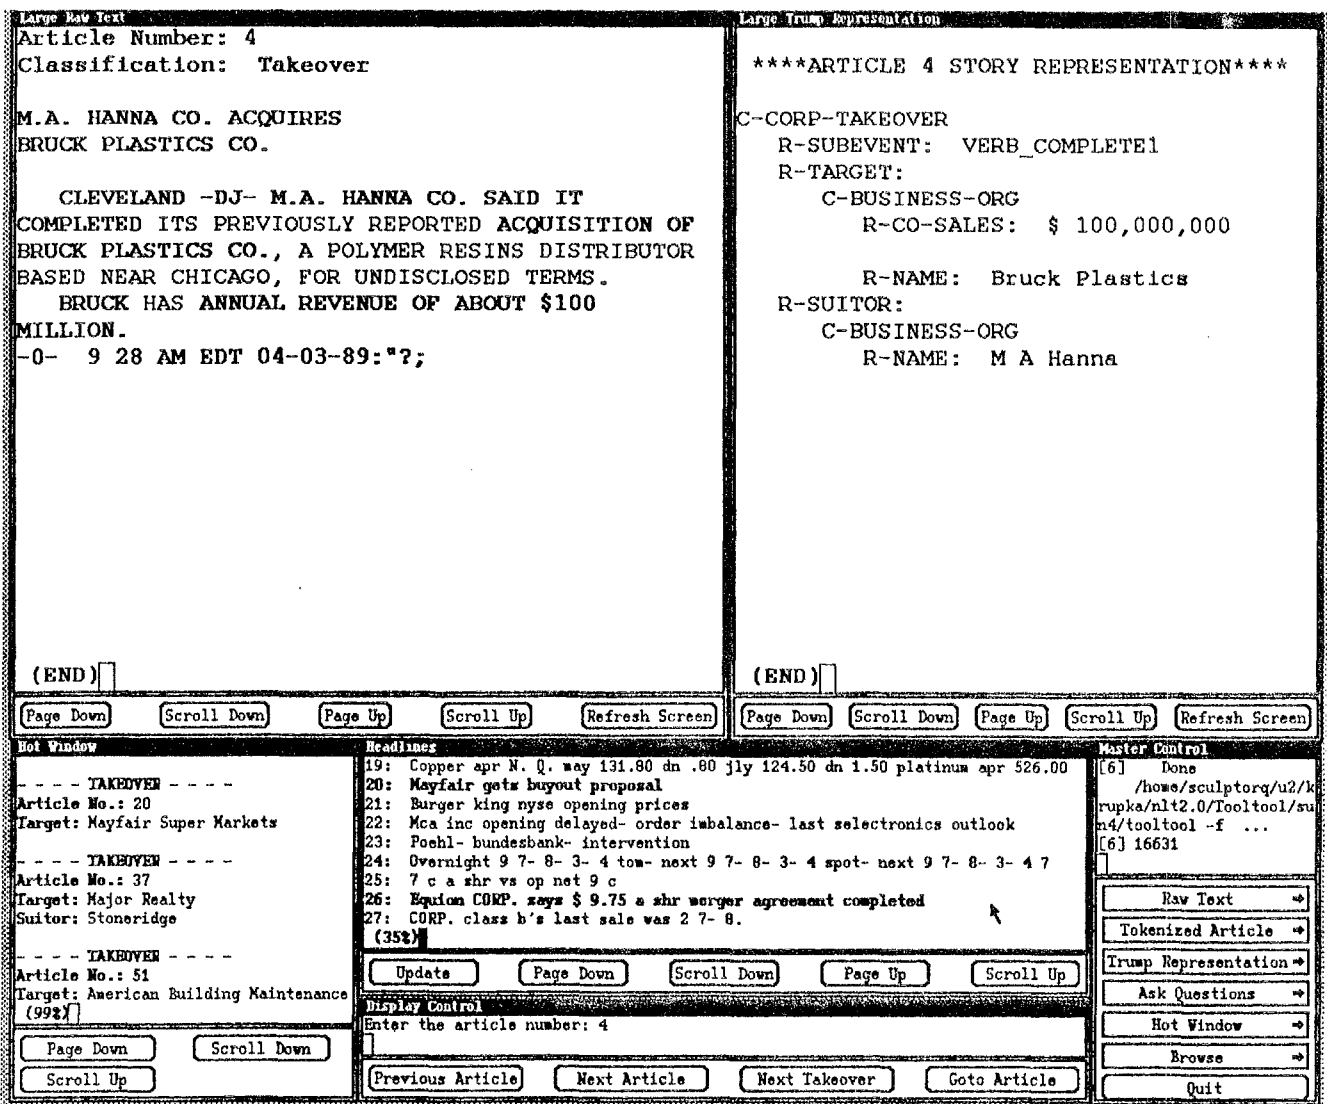 Large Raw Text
Article Number: 4
Classification: Takeover
M.A. HANNA CO. ACQUIRES
BRUCK PLASTICS CO.
CLEVELAND -DJ- M.A. HANNA CO. SAID IT
COMPLETED ITS PREVIOUSLY REPORTED ACQUISITION OF
BRUCK PLASTICS CO., A POLYMER RESINS DISTRIBUTOR
BASED NEAR CHICAGO, FOR UNDISCLOSED TERMS.
BRUCK HAS ANNUAL REVENUE OF ABOUT $100
MILLION.
-0- 9 28 AM EDT 04-03-89:"?;
(END)
Page Down Scroll Down Page Up Scroll Up Refresh Screen
Large Trump Representation
****ARTICLE 4 STORY REPRESENTATION****
C-CORP-TAKEOVER
R-SUBEVENT: VERB_COMPLETE1
R-TARGET:
C-BUSINESS-ORG
R-CO-SALES: $ 100,000,000
R-NAME: Bruck Plastics
R-SUITOR:
C-BUSINESS-ORG
R-NAME: M A Hanna
(END)
Page Down Scroll Down Page Up Scroll Up Refresh Screen
Hot Window
- - - - TAKEOVER - - - -
Article No.: 20
Target: Mayfair Super Markets
- - - - TAKEOVER - - - -
Article No.: 37
Target: Major Realty
Suitor: Stoneridge
- - - - TAKEOVER - - - -
Article No.: 51
Target: American Building Maintenance
(99%)
Page Down Scroll Down
Scroll Up
Headlines
19: Copper apr N. Q. may 131.80 dn .80 jly 124.50 dn 1.50 platinum apr 526.00
20: Mayfair gets buyout proposal
21: Burger king nyse opening prices
22: Mca inc opening delayed- order imbalance- last selectronics outlook
23: Poehl- bundesbank- intervention
24: Overnight 9 7- 8- 3- 4 tom- next 9 7- 8- 3- 4 spot- next 9 7- 8- 3- 4 7
25: 7 c a shr vs op net 9 c
26: Equion CORP. says $ 9.75 a shr merger agreement completed
27: CORP. class b's last sale was 2 7- 8.
(35%)
Update Page Down Scroll Down Page Up Scroll Up
Display Control
Enter the article number: 4
Previous Article Next Article Next Takeover Goto Article
Master Control
[6] Done
/home/sculptorq/u2/k
rupka/nlt2.0/Tooltool/su
n4/tooltool -f ...
[6] 16631
Raw Text ⇒
Tokenized Article ⇒
Trump Representation ⇒
Ask Questions ⇒
Hot Window ⇒
Browse ⇒
Quit